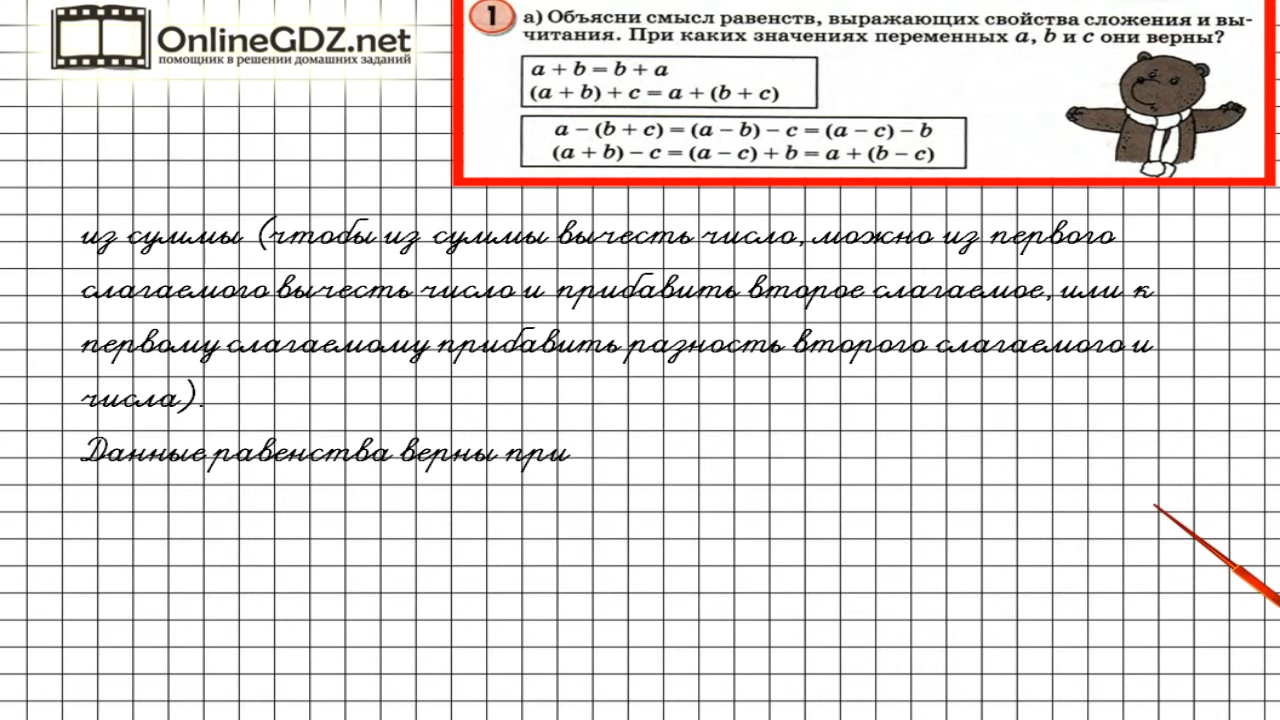 OnlineGDZ.net
помощник в решении домашних заданий
1 а) Объясни смысл равенств, выражающих свойства сложения и вы-
читания. При каких значениях переменных a, b и c они верны?
a + b = b + a
(a + b) + c = a + (b + c)
a − (b + c) = (a − b) − c = (a − c) − b
(a + b) − c = (a − c) + b = a + (b − c)
из суммы (чтобы из суммы вычесть число, можно из первого
слагаемого вычесть число и прибавить второе слагаемое, или к
первому слагаемому прибавить разность второго слагаемого и
числа).
Данные равенства верны при